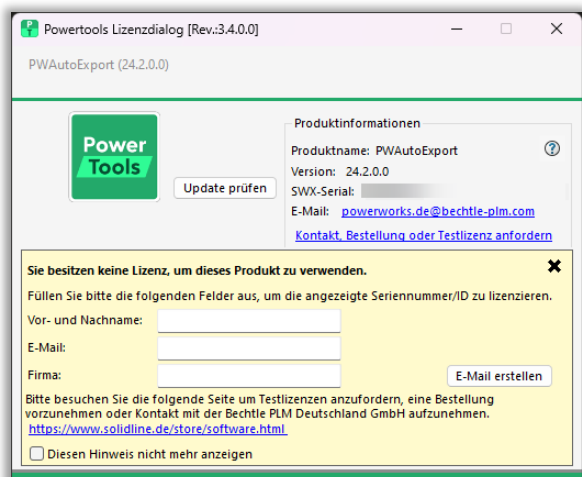 Powertools Lizenzdialog [Rev.:3.4.0.0]
PWAutoExport (24.2.0.0)
Power
Tools
Update prüfen
Produktinformationen
Produktname: PWAutoExport
Version: 24.2.0.0
SWX-Serial:
E-Mail: powerworks.de@bechtle-plm.com
Kontakt, Bestellung oder Testlizenz anfordern
Sie besitzen keine Lizenz, um dieses Produkt zu verwenden.
Füllen Sie bitte die folgenden Felder aus, um die angezeigte Seriennummer/ID zu lizenzieren.
Vor- und Nachname:
E-Mail:
Firma:
E-Mail erstellen
Bitte besuchen Sie die folgende Seite um Testlizenzen anzufordern, eine Bestellung
vorzunehmen oder Kontakt mit der Bechtle PLM Deutschland GmbH aufzunehmen.
https://www.solidline.de/store/software.html
Diesen Hinweis nicht mehr anzeigen